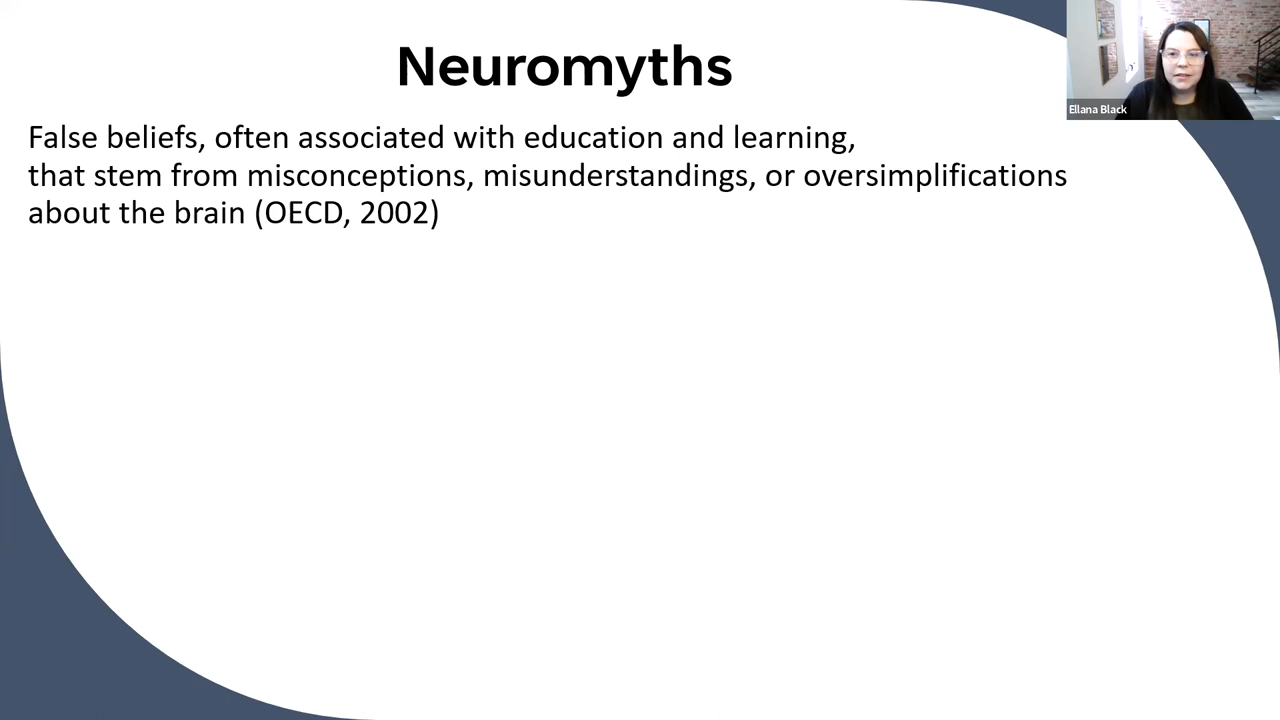 Neuromyths
Ellana Black
False beliefs, often associated with education and learning,
that stem from misconceptions, misunderstandings, or oversimplifications
about the brain (OECD, 2002)